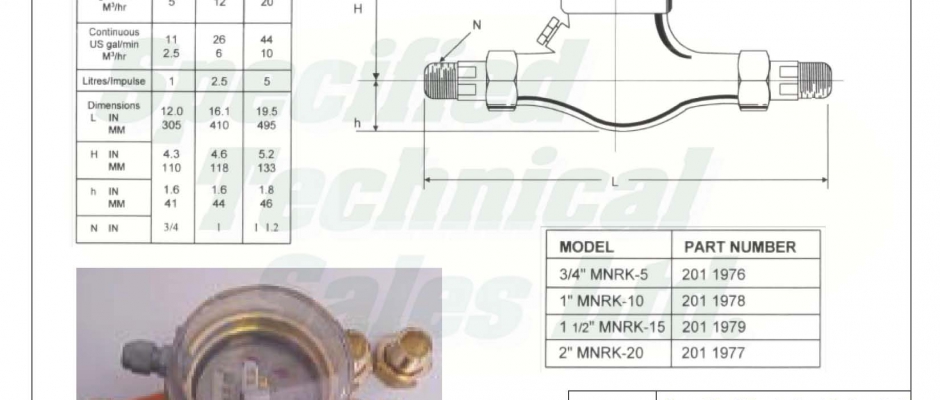 M³/hr 5 12 20
Continuous
US gal/min 11 26 44
M³/hr 2.5 6 10
Litres/Impulse 1 2.5 5
Dimensions
L IN 12.0 16.1 19.5
MM 305 410 495
H IN 4.3 4.6 5.2
MM 110 118 133
h IN 1.6 1.6 1.8
MM 41 44 46
N IN 3/4 1 1 1.2
H
N
h
L
Specified
Technical
Sales Ltd
MODEL PART NUMBER
3/4" MNRK-5 201 1976
1" MNRK-10 201 1978
1 1/2" MNRK-15 201 1979
2" MNRK-20 201 1977